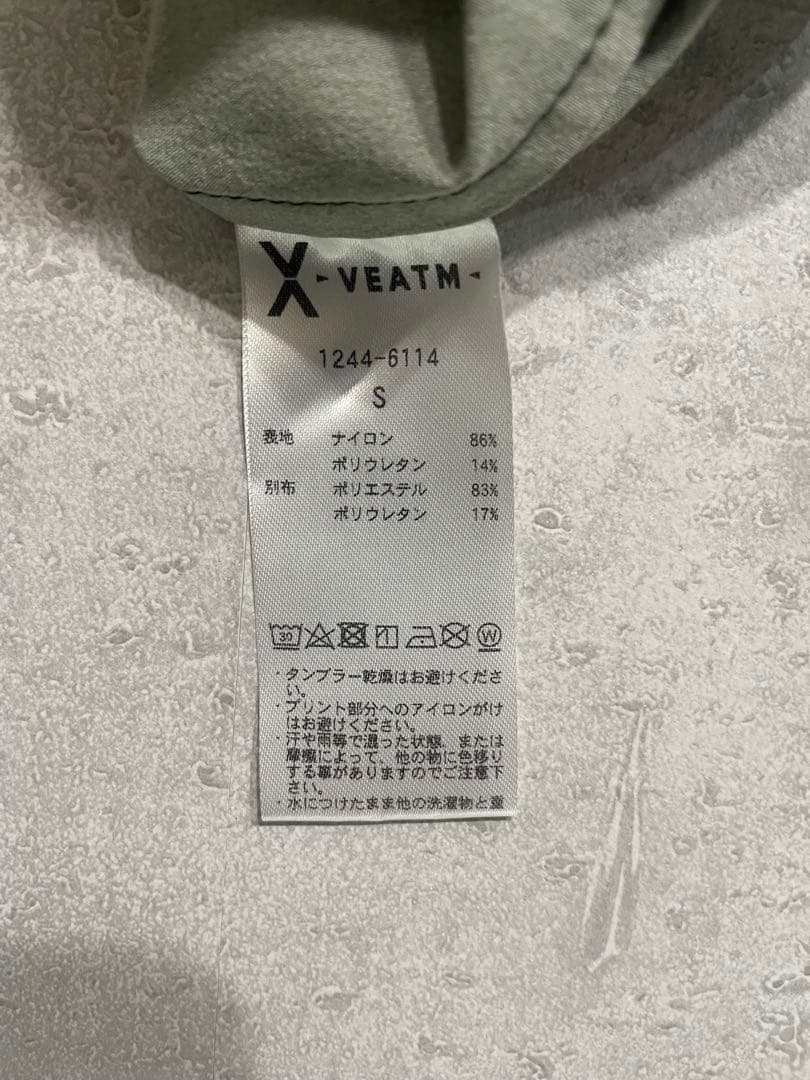 VEATM
1244-6114
S
表地 ナイロン 86%
ポリウレタン 14%
別布 ポリエステル 83%
ポリウレタン 17%
30 W
・タンブラー乾燥はお避けくださ
い。
・プリント部分へのアイロンがけ
はお避けください。
・汗や雨等で湿った状態、または
摩擦によって、他の物に色移り
する事がありますのでご注意下
さい。
・水につけたまま他の洗濯物と重